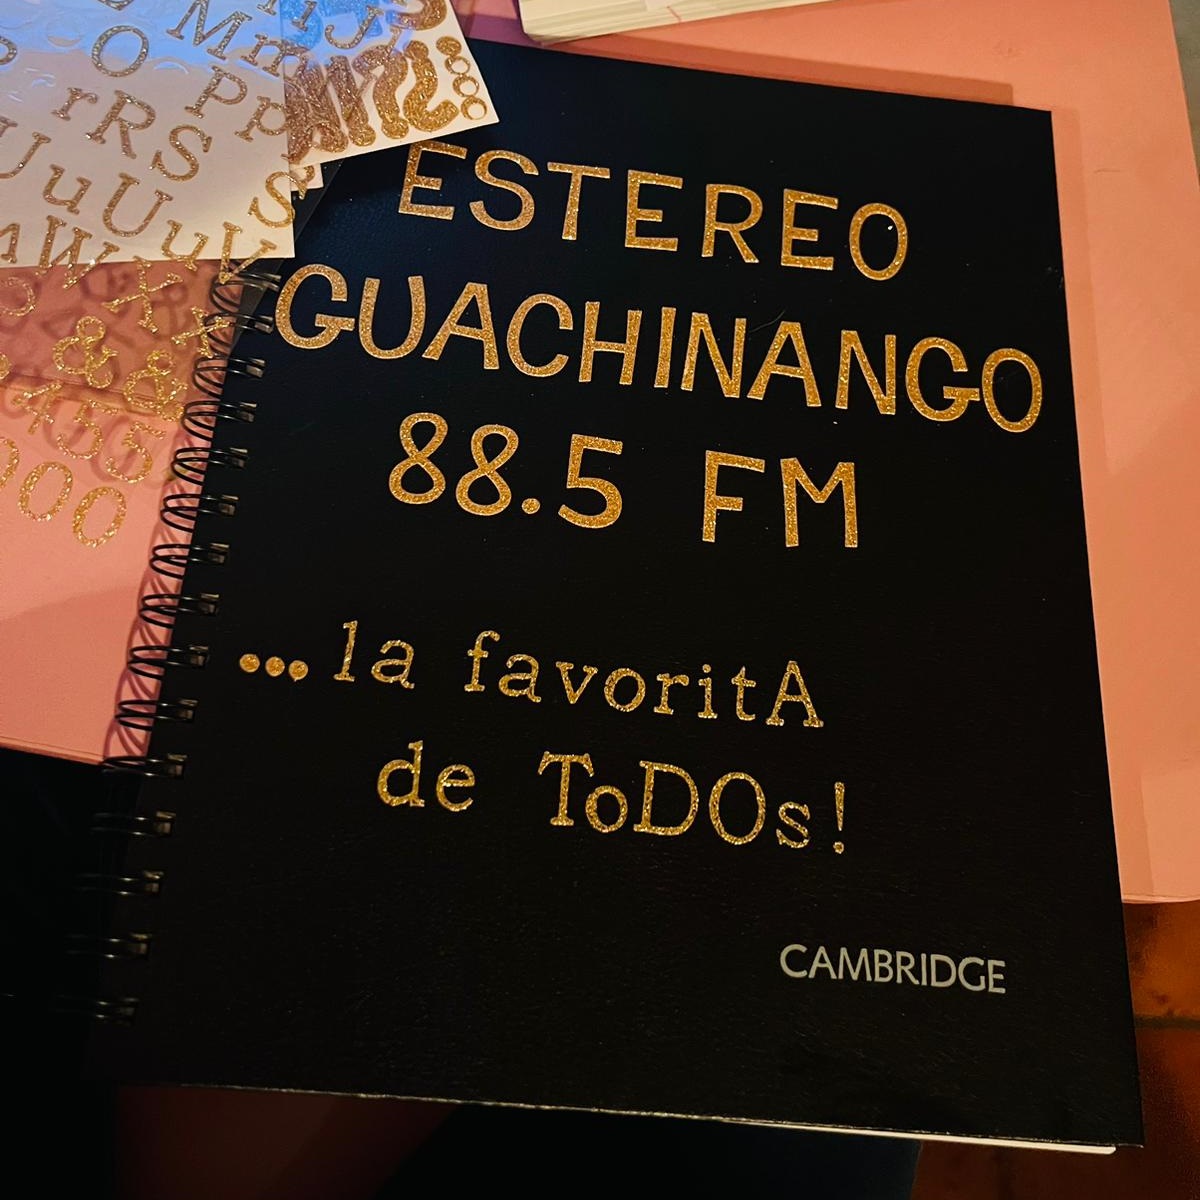 ESTEREO
GUACHINANGO
88.5 FM
...la favoritA
de ToDOs!
CAMBRIDGE